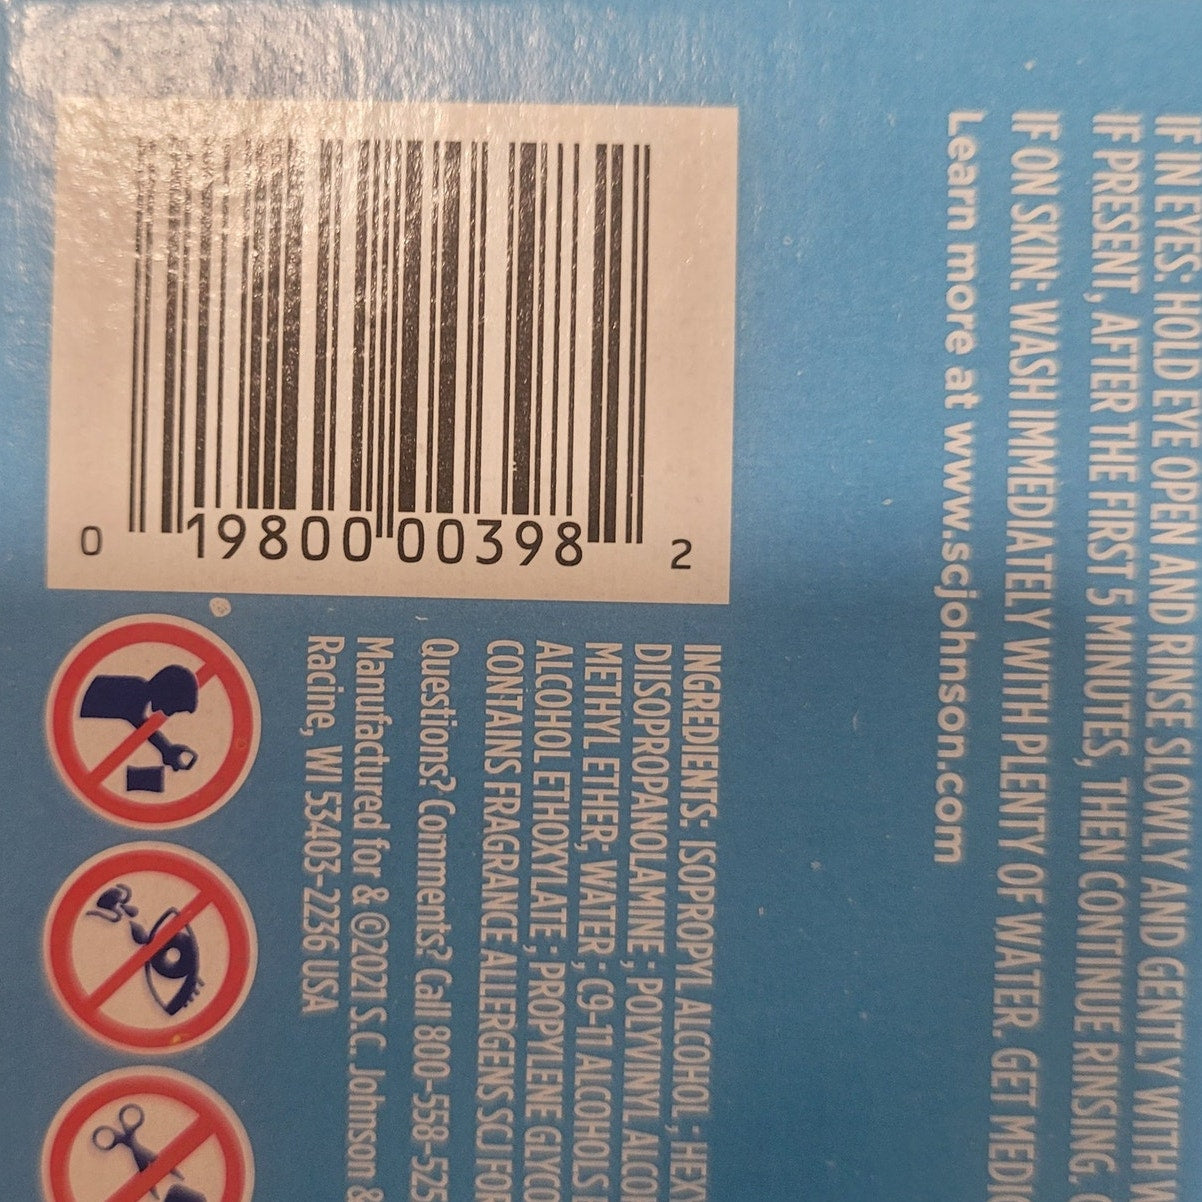 0 19800 00398 2
IF IN EYES: HOLD EYE OPEN AND RINSE SLOWLY AND GENTLY WITH
IF PRESENT, AFTER THE FIRST 5 MINUTES, THEN CONTINUE RINSING.
IF ON SKIN: WASH IMMEDIATELY WITH PLENTY OF WATER. GET MEDI
Learn more at www.scjohnson.com
INGREDIENTS: ISOPROPYL ALCOHOL ; HEXY
DISOPROPANOLAMINE ; POLYVINYL ALCO
METHYL ETHER; WATER ; C9-11 ALCOHOLS
ALCOHOL ETHOXYLATE ; PROPYLENE GLYCO
CONTAINS FRAGRANCE ALLERGENS SCJ FOR
Questions? Comments? Call 800-558-525
Manufactured for & ©2021 S.C. Johnson &
Racine, WI 53403-2236 USA